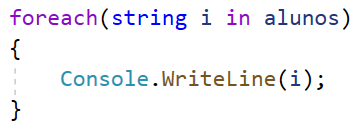 foreach(string i in alunos)
{
    Console.WriteLine(i);
}